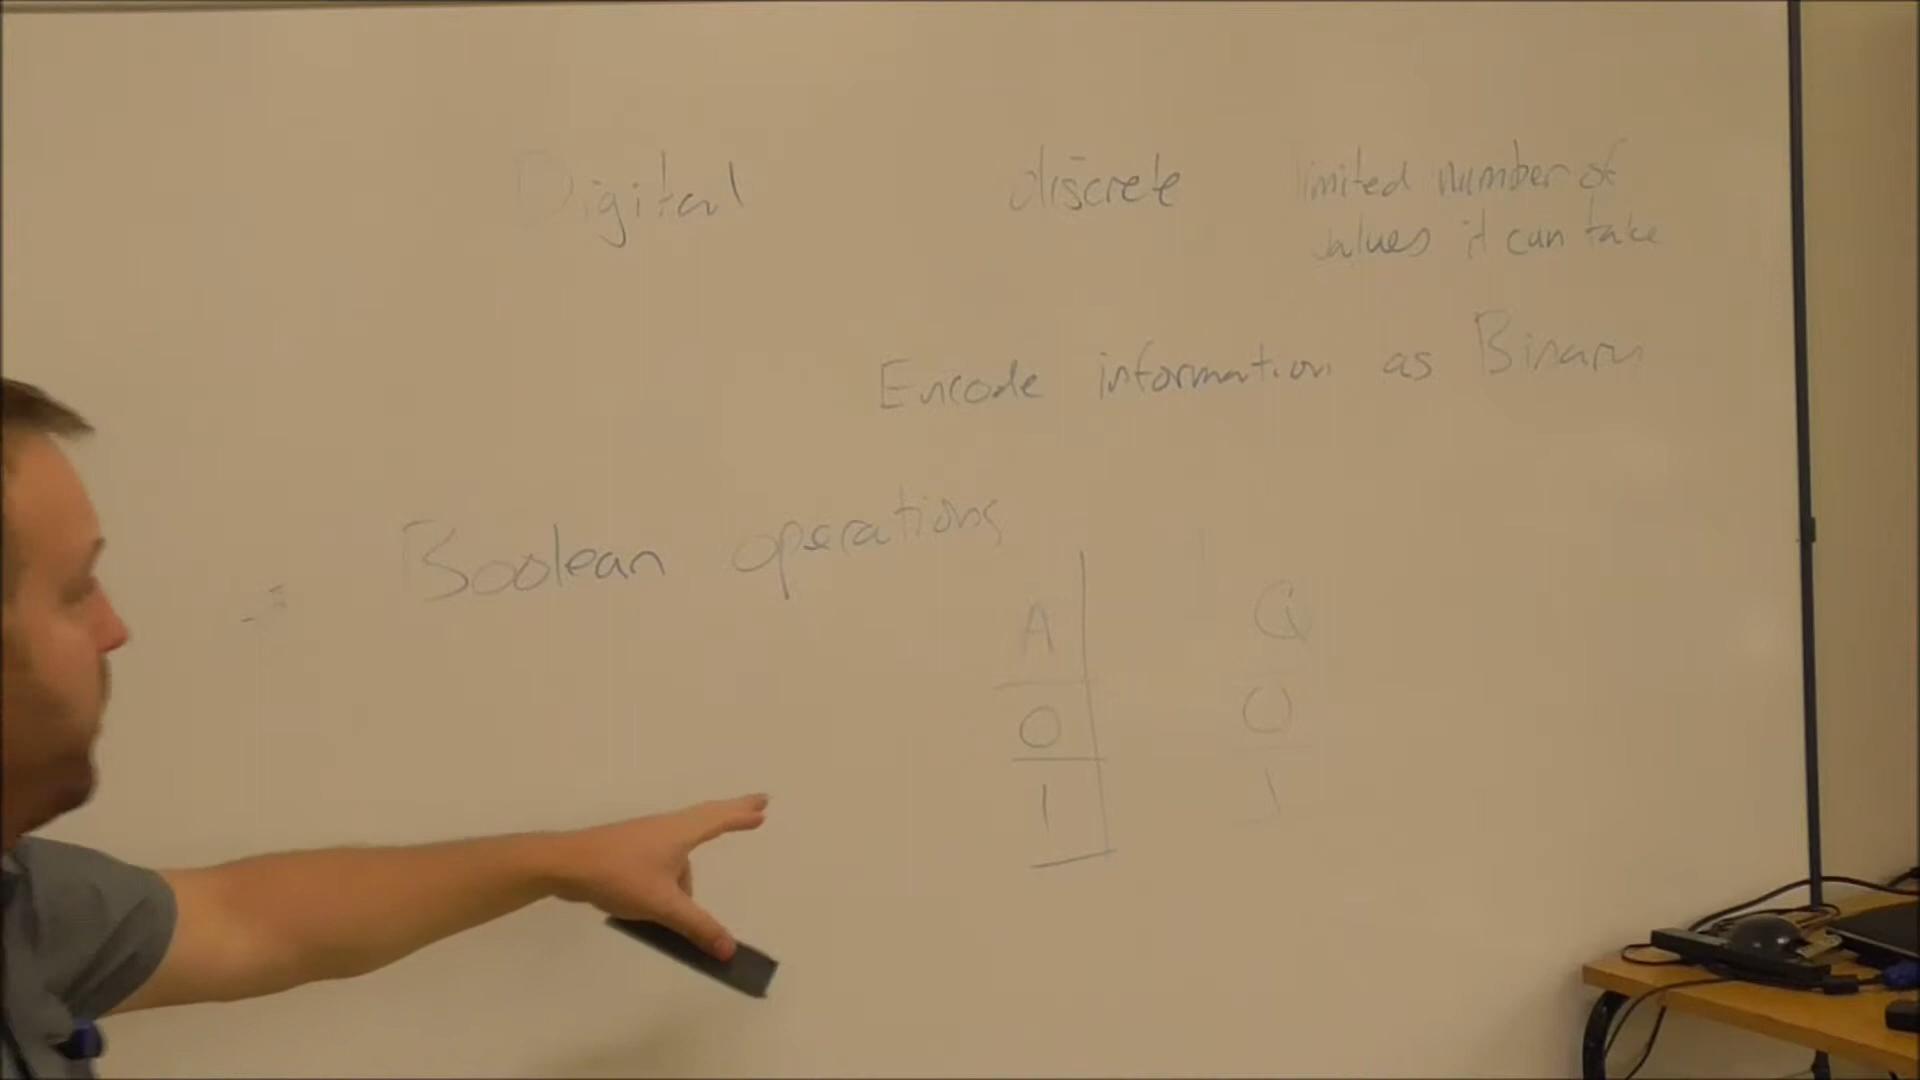 Digital discrete limited number of
values it can take
Encode information as Binary
Boolean operations
A Q
0 0
1 1